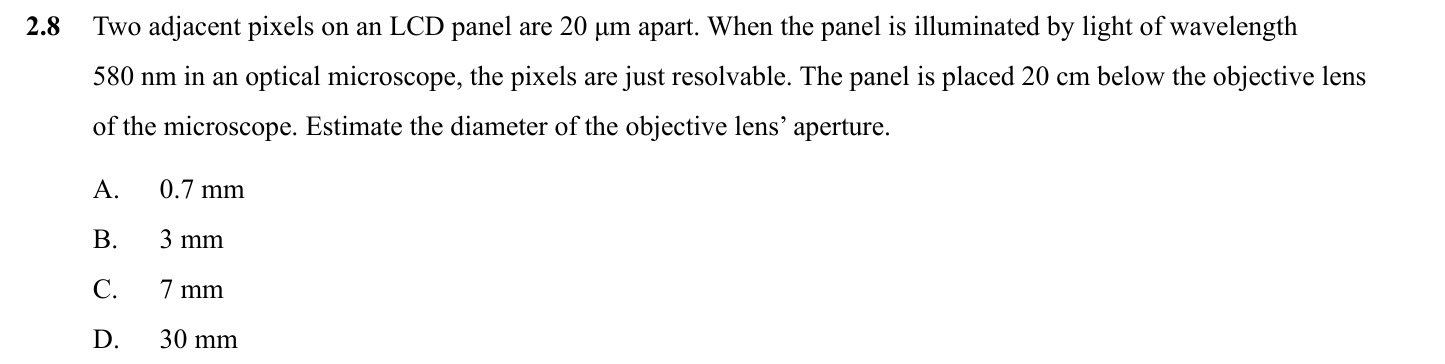 2.8 Two adjacent pixels on an LCD panel are 20 μm apart. When the panel is illuminated by light of wavelength
580 nm in an optical microscope, the pixels are just resolvable. The panel is placed 20 cm below the objective lens
of the microscope. Estimate the diameter of the objective lens’ aperture.
A. 0.7 mm
B. 3 mm
C. 7 mm
D. 30 mm